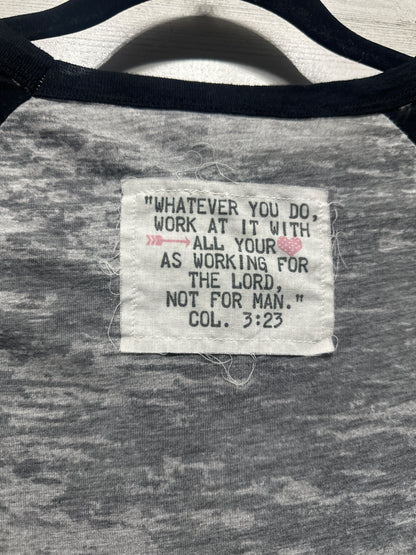 "WHATEVER YOU DO,
WORK AT IT WITH
ALL YOUR
AS WORKING FOR
THE LORD,
NOT FOR MAN."
COL. 3:23